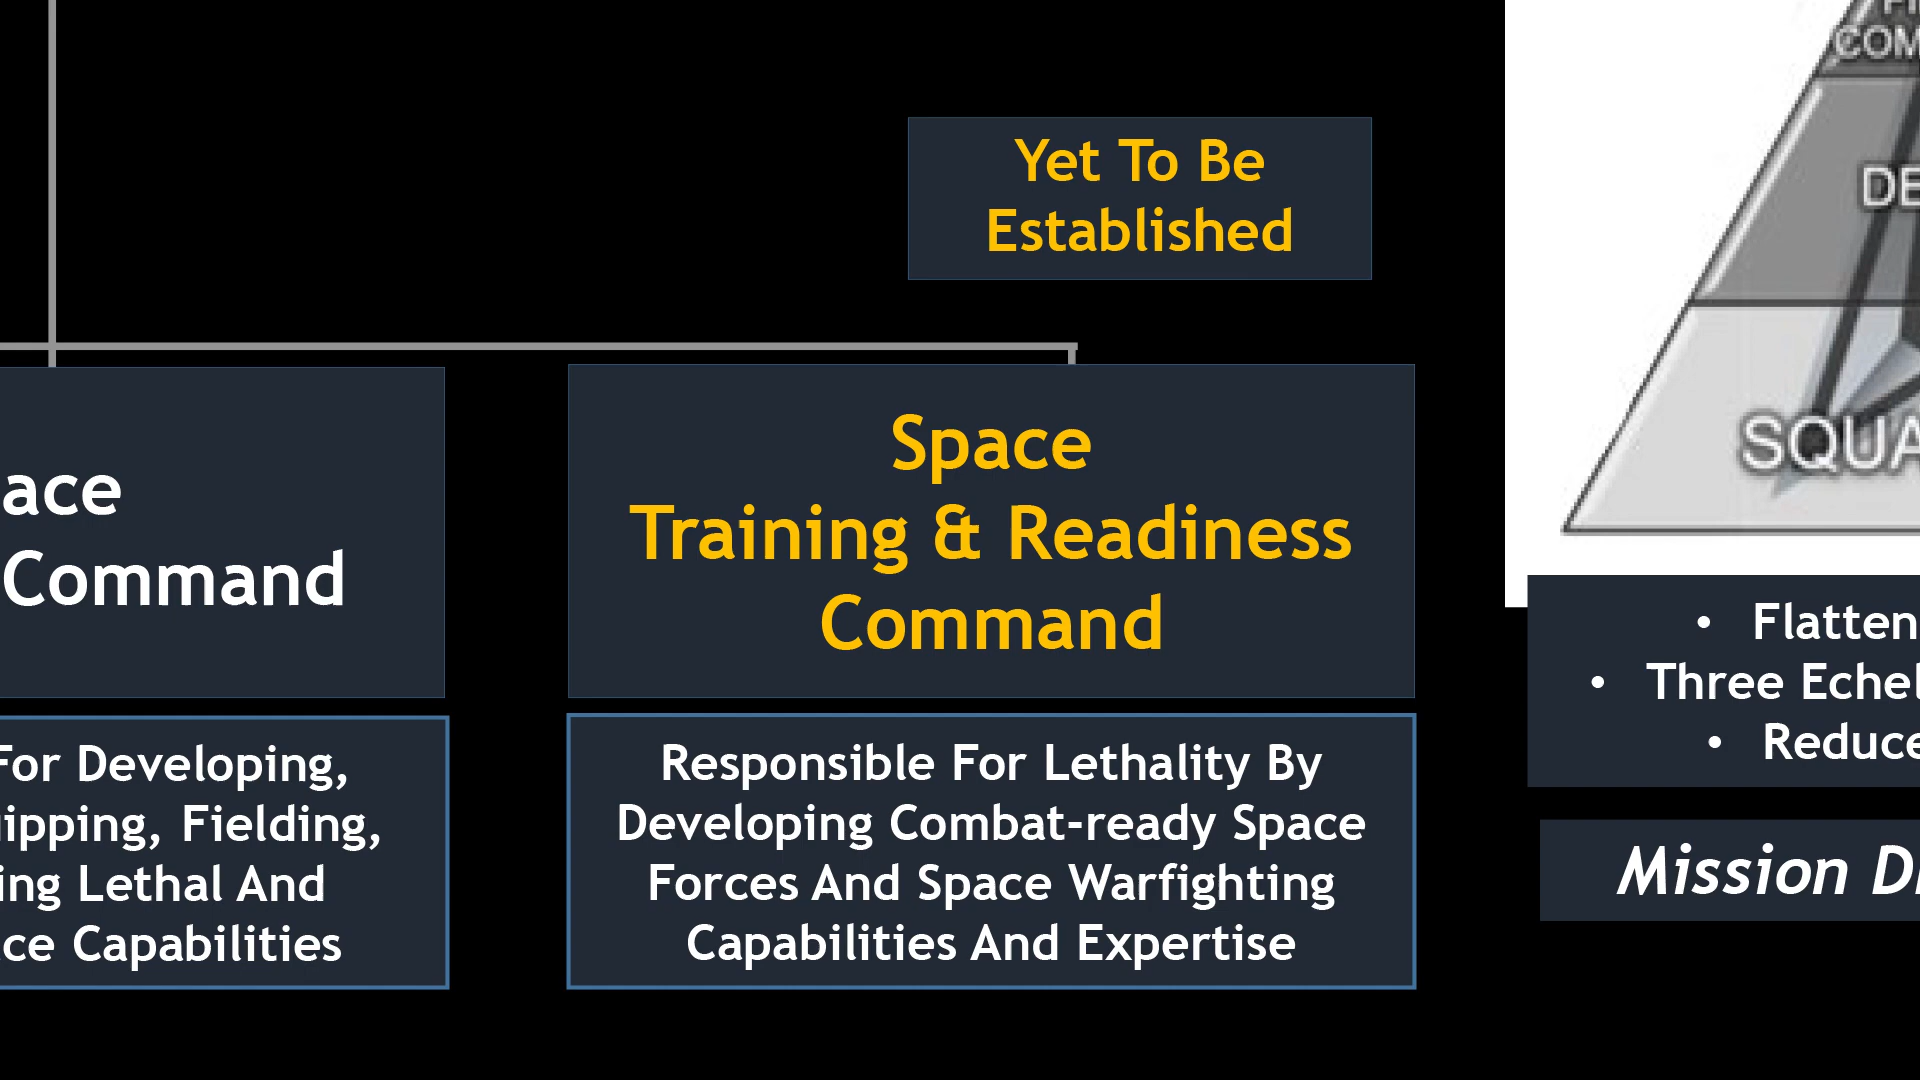 Yet To Be
Established
ace
Command
For Developing,
ipping, Fielding,
ing Lethal And
ce Capabilities
Space
Training & Readiness
Command
Responsible For Lethality By
Developing Combat-ready Space
Forces And Space Warfighting
Capabilities And Expertise
COM
DE
SQUA
• Flatten
• Three Echel
• Reduce
Mission D